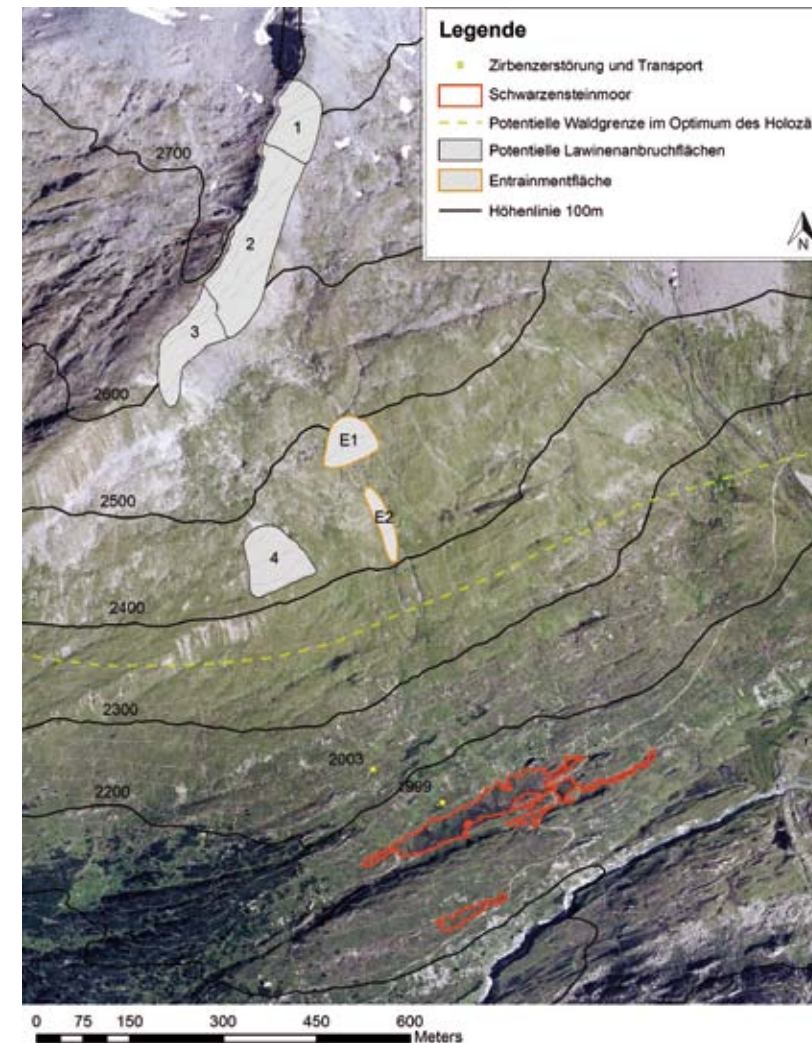 Legende
Zirbenzerstörung und Transport
Schwarzensteinmoor
Potentielle Waldgrenze im Optimum des Holozä
Potentielle Lawinenanbruchflächen
Entrainmentfläche
Höhenlinie 100m
N
1
2700
2
3
2600
E1
2500
E2
4
2400
2300
2003
1999
2200
0 75 150 300 450 600
Meters